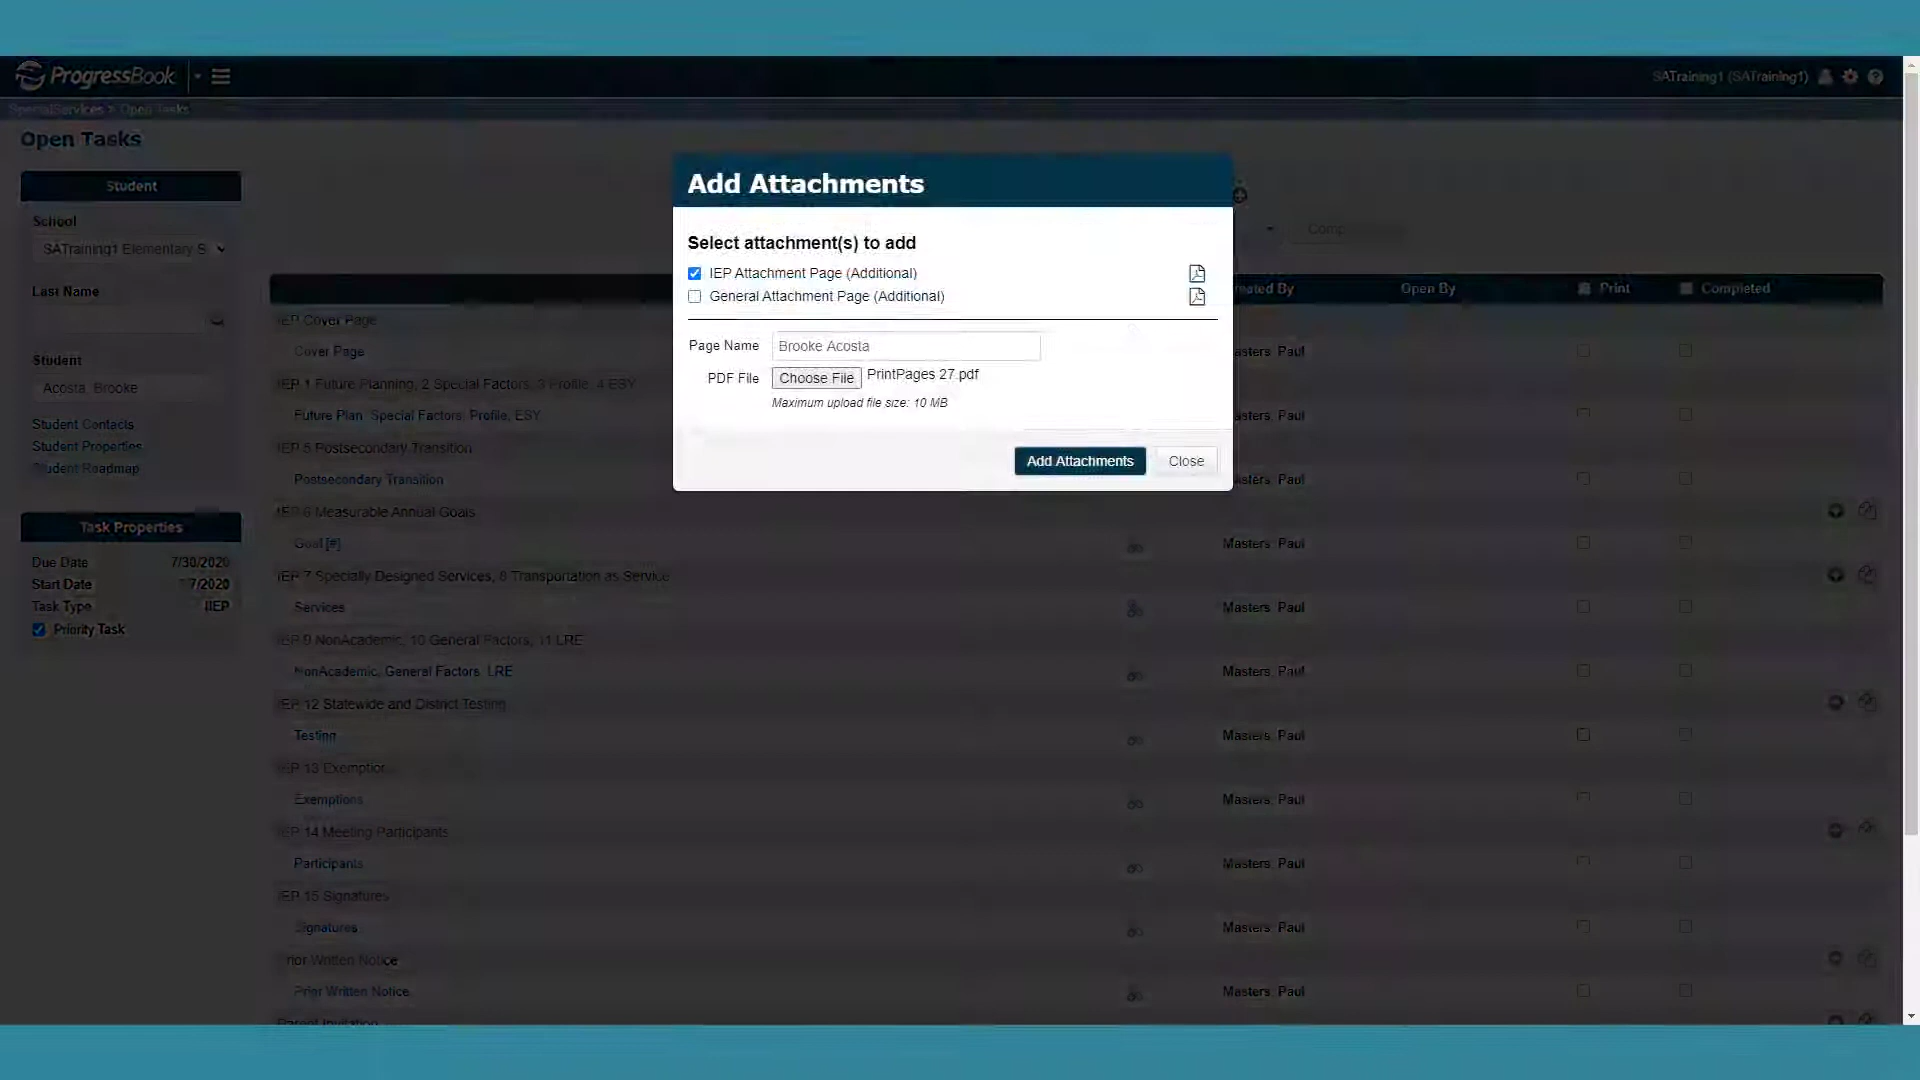 ProgressBook
SATraining1 (SATraining1)
SpecialServices > Open Tasks
Open Tasks
Student
School
SATraining1 Elementary S
Last Name
Student
Acosta, Brooke
Student Contacts
Student Properties
Student Roadmap
Task Properties
Due Date 7/30/2020
Start Date 7/2020
Task Type IIEP
Priority Task
Add Attachments
Select attachment(s) to add
IEP Attachment Page (Additional)
General Attachment Page (Additional)
Page Name Brooke Acosta
PDF File Choose File PrintPages 27.pdf
Maximum upload file size: 10 MB
Add Attachments Close
Comp
eated By Open By Print Completed
IEP Cover Page
Cover Page asters, Paul
IEP 1 Future Planning, 2 Special Factors, 3 Profile, 4 ESY
Future Plan, Special Factors, Profile, ESY asters, Paul
IEP 5 Postsecondary Transition
Postsecondary Transition asters, Paul
IEP 6 Measurable Annual Goals
Goal [#] Masters, Paul
IEP 7 Specially Designed Services, 8 Transportation as Service
Services Masters, Paul
IEP 9 NonAcademic, 10 General Factors, 11 LRE
NonAcademic, General Factors, LRE Masters, Paul
IEP 12 Statewide and District Testing
Testing Masters, Paul
IEP 13 Exemption
Exemptions Masters, Paul
IEP 14 Meeting Participants
Participants Masters, Paul
IEP 15 Signatures
Signatures Masters, Paul
rior Written Notice
Prior Written Notice Masters, Paul
Parent Invitation